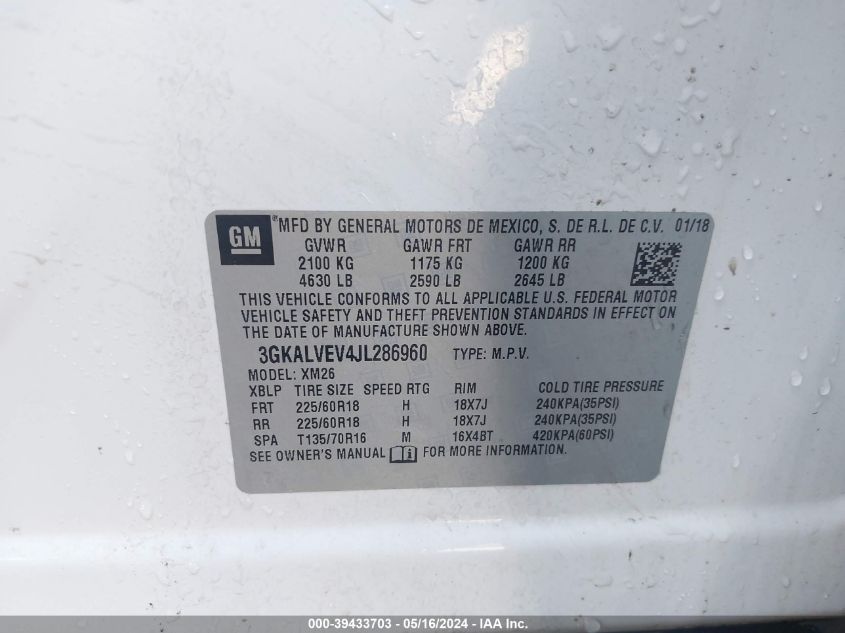 GM ® MFD BY GENERAL MOTORS DE MEXICO, S. DE R.L. DE C.V. 01/18
GVWR GAWR FRT GAWR RR
2100 KG 1175 KG 1200 KG
4630 LB 2590 LB 2645 LB
THIS VEHICLE CONFORMS TO ALL APPLICABLE U.S. FEDERAL MOTOR
VEHICLE SAFETY AND THEFT PREVENTION STANDARDS IN EFFECT ON
THE DATE OF MANUFACTURE SHOWN ABOVE.
3GKALVEV4JL286960 TYPE: M.P.V.
MODEL: XM26
XBLP TIRE SIZE SPEED RTG RIM COLD TIRE PRESSURE
FRT 225/60R18 H 18X7J 240KPA(35PSI)
RR 225/60R18 H 18X7J 240KPA(35PSI)
SPA T135/70R16 M 16X4BT 420KPA(60PSI)
SEE OWNER'S MANUAL i FOR MORE INFORMATION.
000-39433703 - 05/16/2024 - IAA Inc.